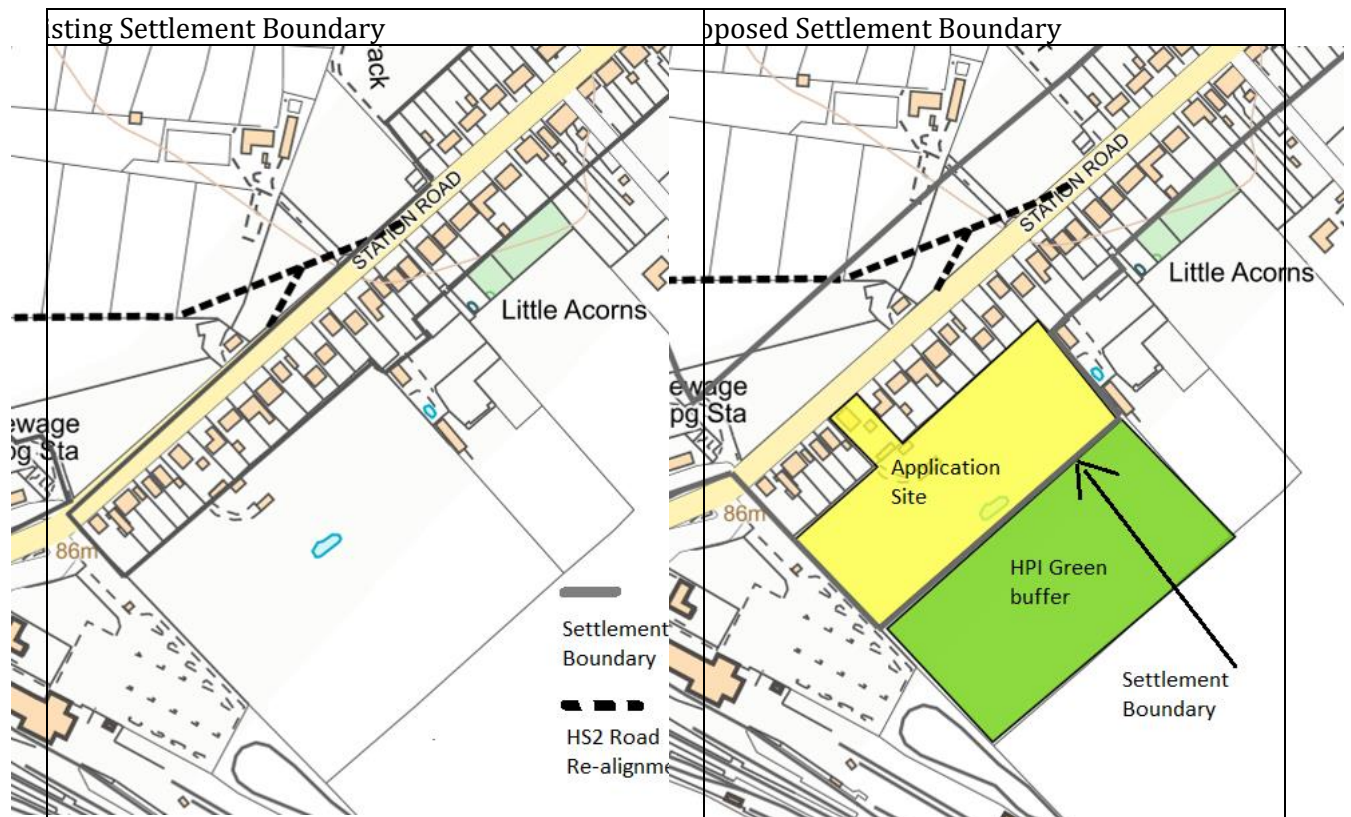 isting Settlement Boundary
rack
STATION ROAD
Little Acorns
ewage
pg Sta
86m
Settlement
Boundary
HS2 Road
Re-alignme
posed Settlement Boundary
STATION ROAD
Little Acorns
ewage
pg Sta
86m
Application
Site
HPI Green
buffer
Settlement
Boundary